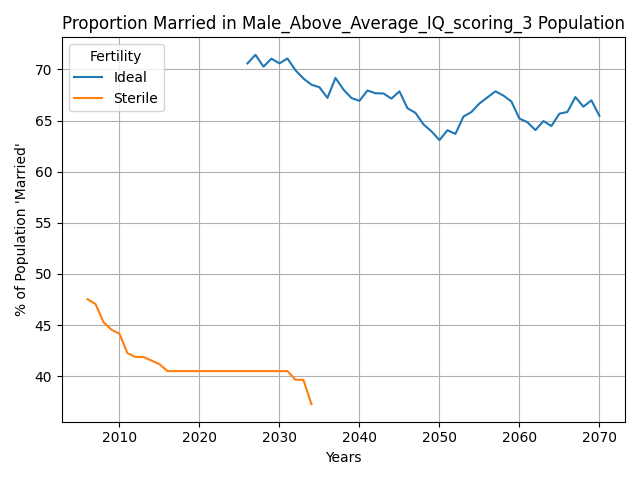 Proportion Married in Male_Above_Average_IQ_scoring_3 Population
Fertility
Ideal
Sterile
% of Population 'Married'
70
65
60
55
50
45
40
2010 2020 2030 2040 2050 2060 2070
Years